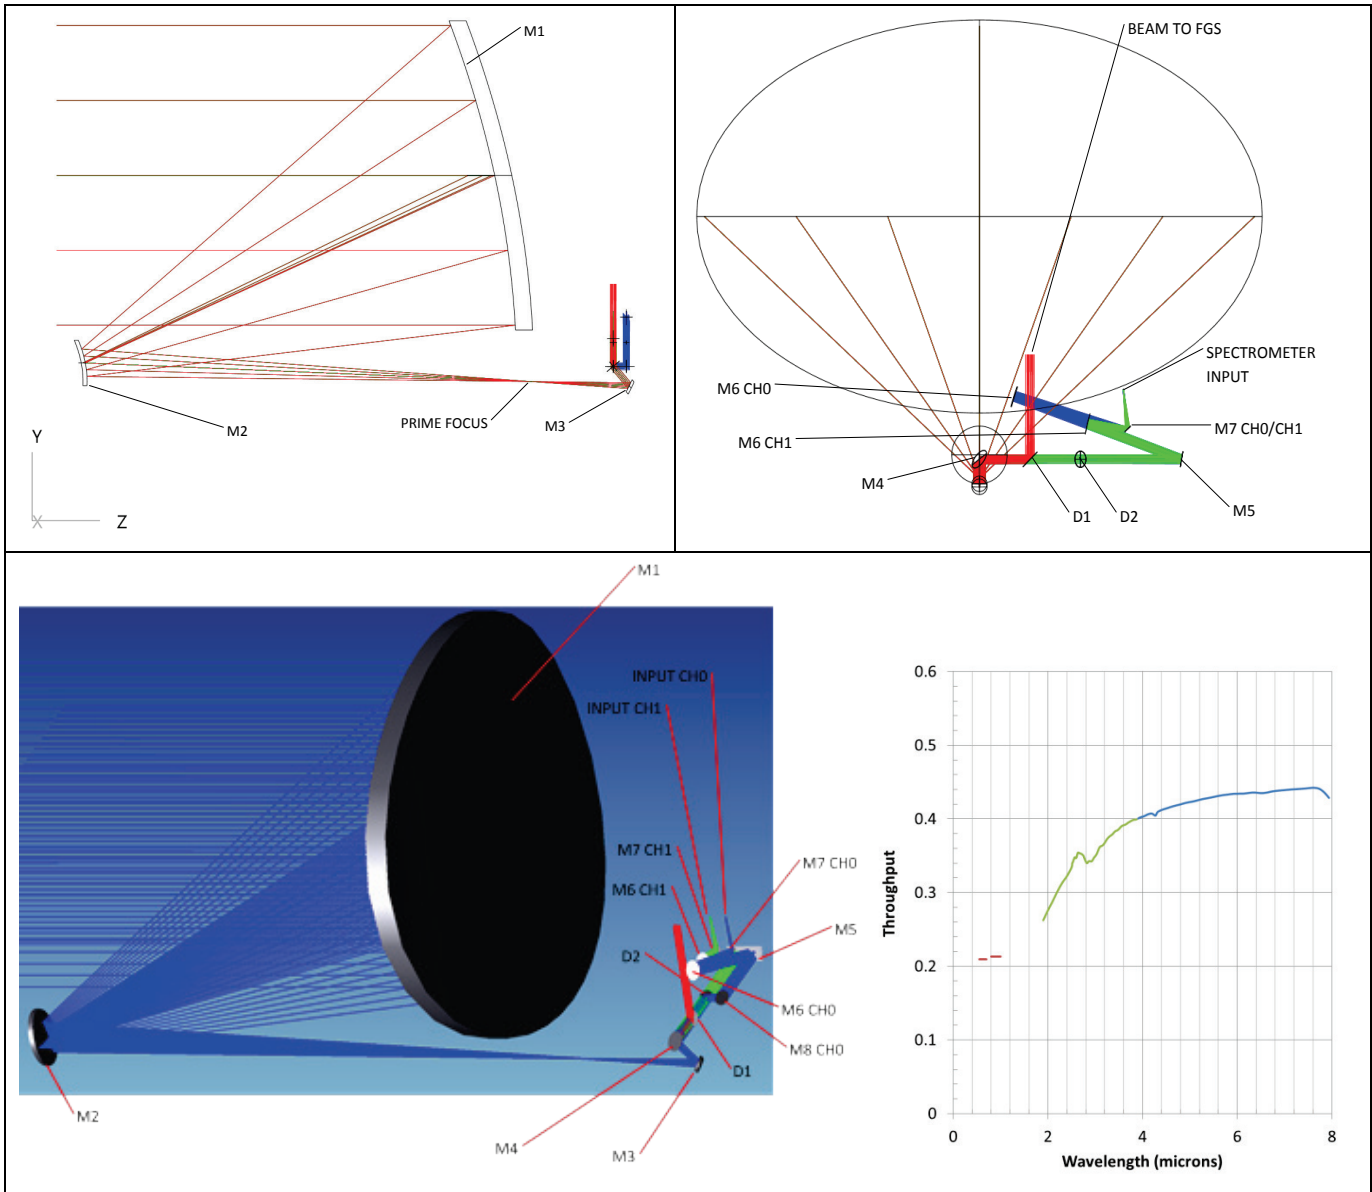 M1
M2
PRIME FOCUS
M3
Y
X
Z
BEAM TO FGS
SPECTROMETER
INPUT
M6 CH0
M7 CH0/CH1
M6 CH1
M4
D1
D2
M5
M1
INPUT CH0
INPUT CH1
M7 CH1
M7 CH0
M6 CH1
M5
D2
M6 CH0
M8 CH0
D1
M2
M4
M3
0.6
0.5
0.4
0.3
0.2
0.1
0
Throughput
0 2 4 6 8
Wavelength (microns)